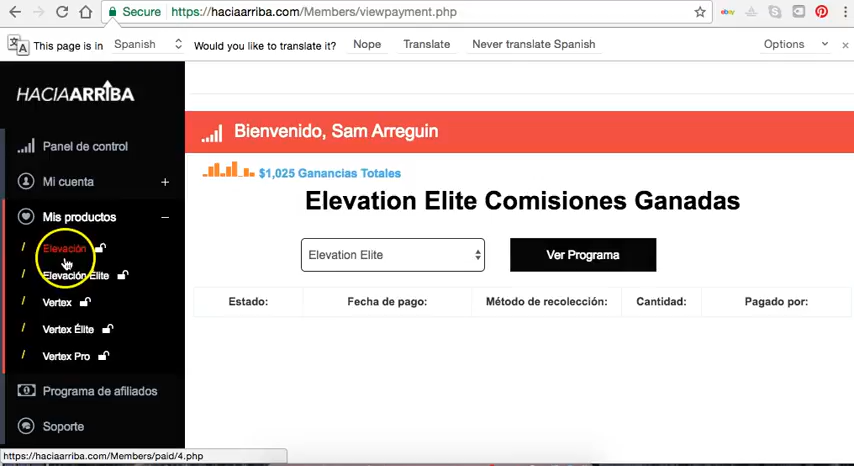 Secure https://haciaarriba.com/Members/viewpayment.php
This page is in Spanish Would you like to translate it? Nope Translate Never translate Spanish Options
HACIAARRIBA
Bienvenido, Sam Arreguin
Panel de control
$1,025 Ganancias Totales
Mi cuenta
Elevation Elite Comisiones Ganadas
Mis productos
Elevación
Elevation Elite Ver Programa
Elevación Elite
Vertex
Estado: Fecha de pago: Método de recolección: Cantidad: Pagado por:
Vertex Élite
Vertex Pro
Programa de afiliados
Soporte
https://haciaarriba.com/Members/paid/4.php